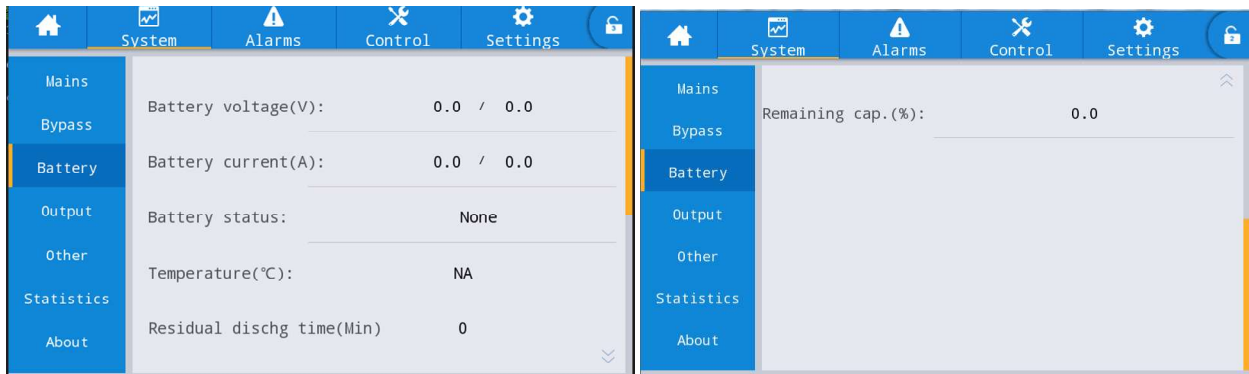 System Alarms Control Settings 3
Mains
Bypass
Battery
Output
Other
Statistics
About
Battery voltage(V): 0.0 / 0.0
Battery current(A): 0.0 / 0.0
Battery status: None
Temperature(℃): NA
Residual dischg time(Min) 0
System Alarms Control Settings 2
Mains
Bypass
Battery
Output
Other
Statistics
About
Remaining cap.(%): 0.0